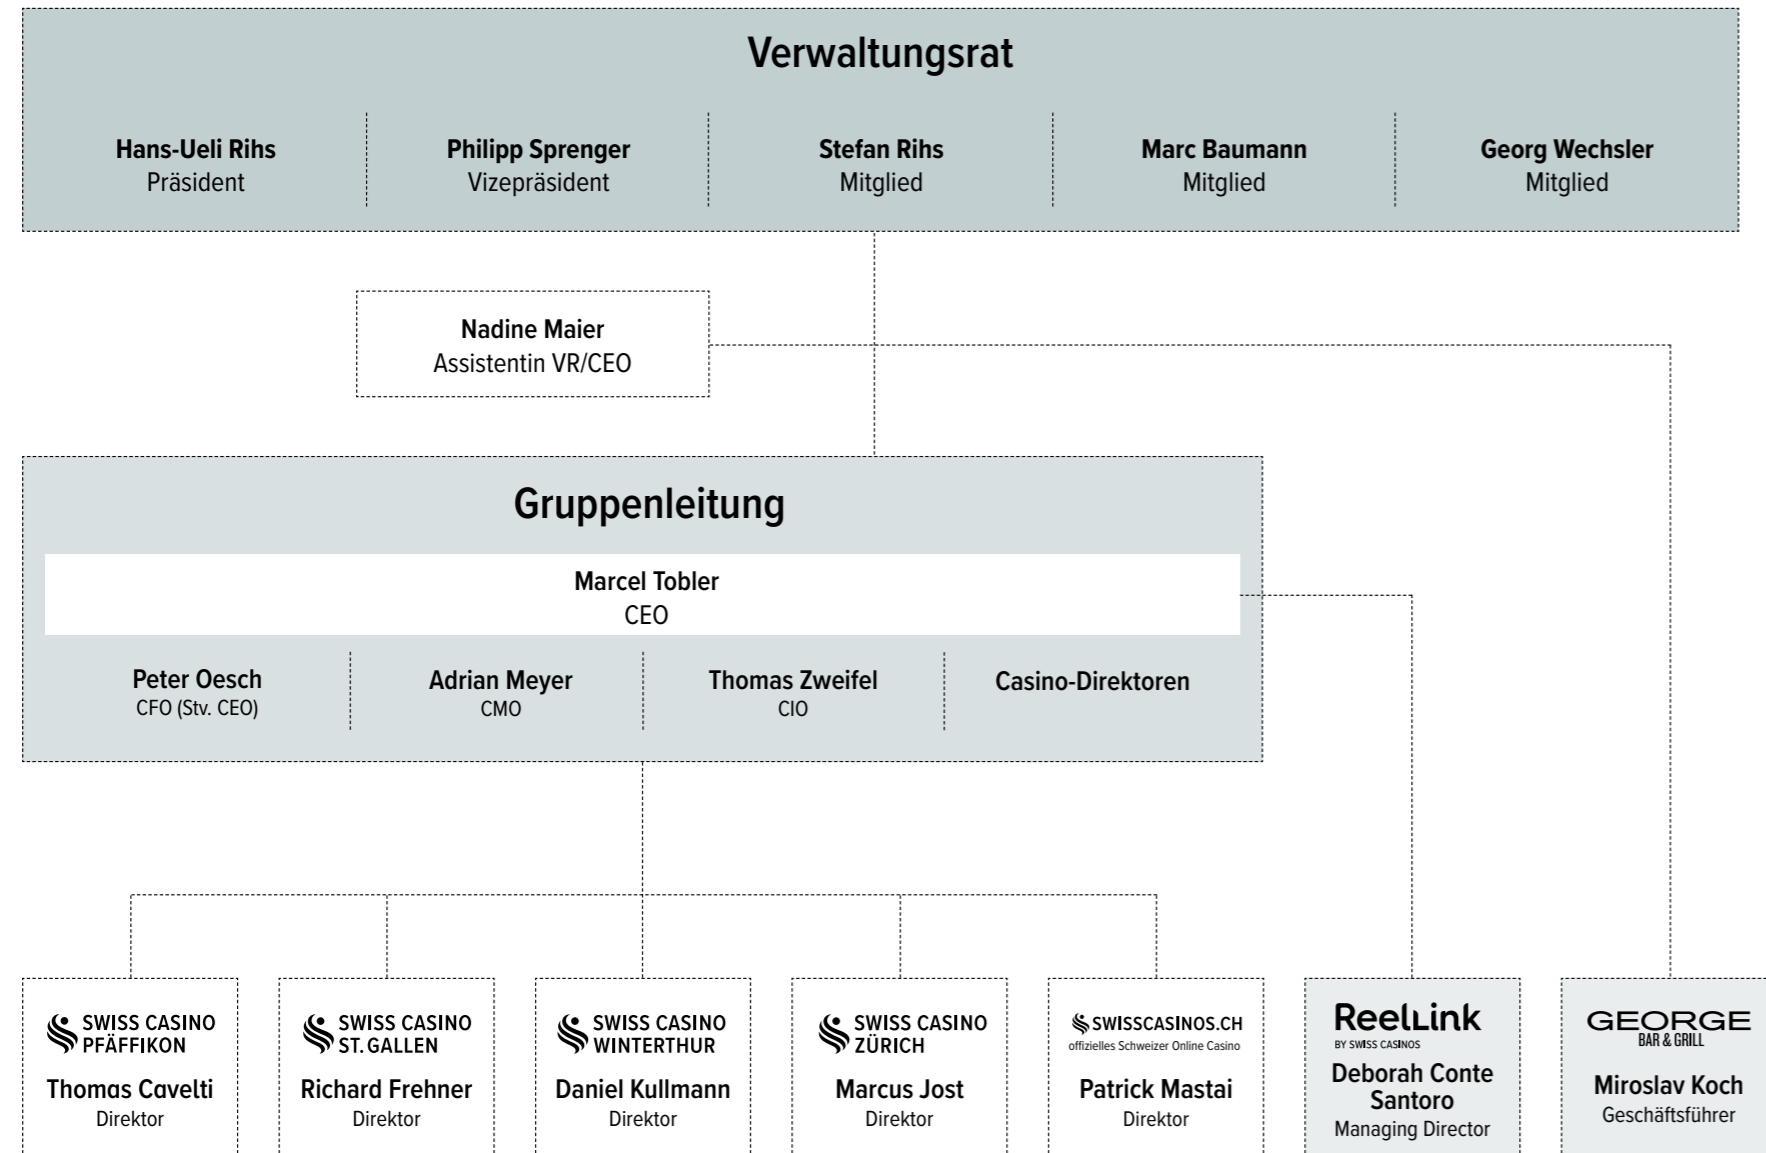 Verwaltungsrat
Hans-Ueli Rihs
Präsident
Philipp Sprenger
Vizepräsident
Stefan Rihs
Mitglied
Marc Baumann
Mitglied
Georg Wechsler
Mitglied
Nadine Maier
Assistentin VR/CEO
Gruppenleitung
Marcel Tobler
CEO
Peter Oesch
CFO (Stv. CEO)
Adrian Meyer
CMO
Thomas Zweifel
CIO
Casino-Direktoren
SWISS CASINO
PFÄFFIKON
Thomas Cavelti
Direktor
SWISS CASINO
ST. GALLEN
Richard Frehner
Direktor
SWISS CASINO
WINTERTHUR
Daniel Kullmann
Direktor
SWISS CASINO
ZÜRICH
Marcus Jost
Direktor
SWISSCASINOS.CH
offizielles Schweizer Online Casino
Patrick Mastai
Direktor
ReelLink
BY SWISS CASINOS
Deborah Conte
Santoro
Managing Director
GEORGE
BAR & GRILL
Miroslav Koch
Geschäftsführer